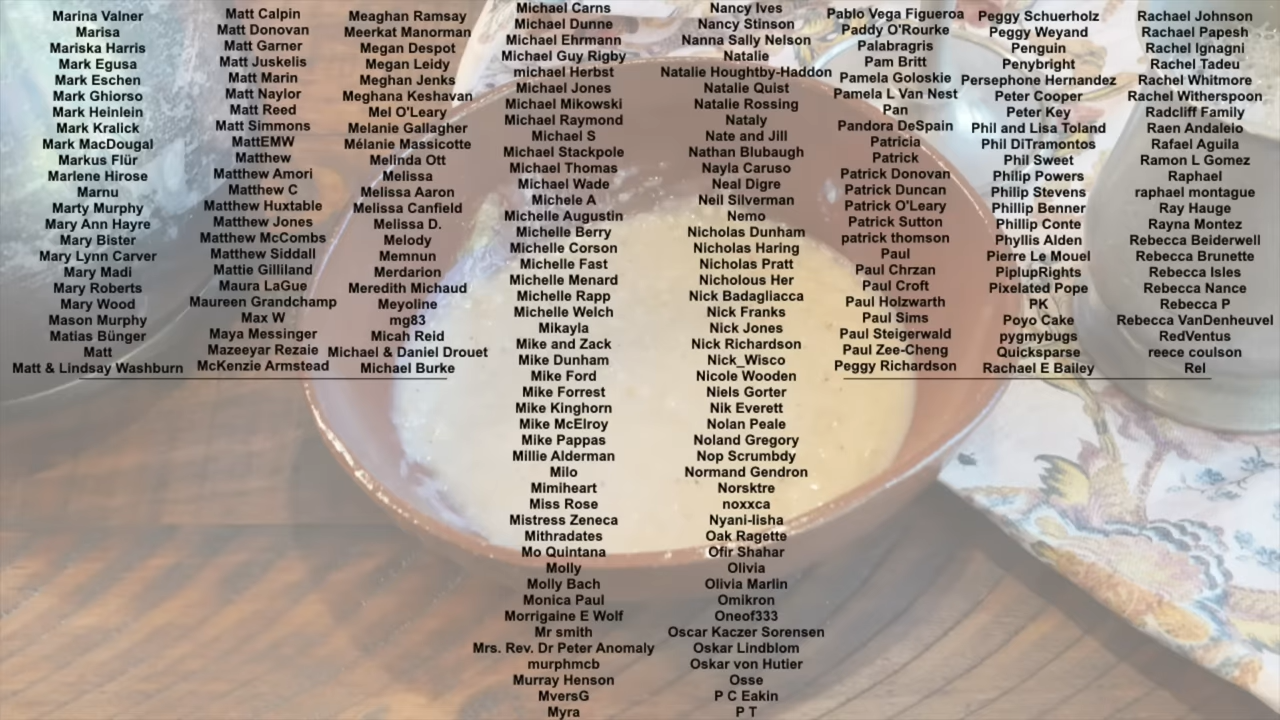 Marina Valner
Marisa
Mariska Harris
Mark Egusa
Mark Eschen
Mark Ghiorso
Mark Heinlein
Mark Kralick
Mark MacDougal
Markus Flür
Marlene Hirose
Marnu
Marty Murphy
Mary Ann Hayre
Mary Bister
Mary Lynn Carver
Mary Madi
Mary Roberts
Mary Wood
Mason Murphy
Matias Bünger
Matt
Matt & Lindsay Washburn
Matt Calpin
Matt Donovan
Matt Garner
Matt Juskelis
Matt Marin
Matt Naylor
Matt Reed
Matt Simmons
MattEMW
Matthew
Matthew Amori
Matthew C
Matthew Huxtable
Matthew Jones
Matthew McCombs
Matthew Siddall
Mattie Gilliland
Maura LaGue
Maureen Grandchamp
Max W
Maya Messinger
Mazeeyar Rezaie
McKenzie Armstead
Meaghan Ramsay
Meerkat Manorman
Megan Despot
Megan Leidy
Meghan Jenks
Meghana Keshavan
Mel O'Leary
Melanie Gallagher
Mélanie Massicotte
Melinda Ott
Melissa
Melissa Aaron
Melissa Canfield
Melissa D.
Melody
Memnun
Merdarion
Meredith Michaud
Meyoline
mg83
Micah Reid
Michael & Daniel Drouet
Michael Burke
Michael Carns
Michael Dunne
Michael Ehrmann
Michael Guy Rigby
michael Herbst
Michael Jones
Michael Mikowski
Michael Raymond
Michael S
Michael Stackpole
Michael Thomas
Michael Wade
Michele A
Michelle Augustin
Michelle Berry
Michelle Corson
Michelle Fast
Michelle Menard
Michelle Rapp
Michelle Welch
Mikayla
Mike and Zack
Mike Dunham
Mike Ford
Mike Forrest
Mike Kinghorn
Mike McElroy
Mike Pappas
Millie Alderman
Milo
Mimiheart
Miss Rose
Mistress Zeneca
Mithradates
Mo Quintana
Molly
Molly Bach
Monica Paul
Morrigaine E Wolf
Mr smith
Mrs. Rev. Dr Peter Anomaly
murphmcb
Murray Henson
MversG
Myra
Nancy Ives
Nancy Stinson
Nanna Sally Nelson
Natalie
Natalie Houghtby-Haddon
Natalie Quist
Natalie Rossing
Nataly
Nate and Jill
Nathan Blubaugh
Nayla Caruso
Neal Digre
Neil Silverman
Nemo
Nicholas Dunham
Nicholas Haring
Nicholas Pratt
Nicholous Her
Nick Badagliacca
Nick Franks
Nick Jones
Nick Richardson
Nick_Wisco
Nicole Wooden
Niels Gorter
Nik Everett
Nolan Peale
Noland Gregory
Nop Scrumbdy
Normand Gendron
Norsktre
noxxca
Nyani-Iisha
Oak Ragette
Ofir Shahar
Olivia
Olivia Marlin
Omikron
Oneof333
Oscar Kaczer Sorensen
Oskar Lindblom
Oskar von Hutier
Osse
P C Eakin
P T
Pablo Vega Figueroa
Paddy O'Rourke
Palabragris
Pam Britt
Pamela Goloskie
Pamela L Van Nest
Pan
Pandora DeSpain
Patricia
Patrick
Patrick Donovan
Patrick Duncan
Patrick O'Leary
Patrick Sutton
patrick thomson
Paul
Paul Chrzan
Paul Croft
Paul Holzwarth
Paul Sims
Paul Steigerwald
Paul Zee-Cheng
Peggy Richardson
Peggy Schuerholz
Peggy Weyand
Penguin
Penybright
Persephone Hernandez
Peter Cooper
Peter Key
Phil and Lisa Toland
Phil DiTramontos
Phil Sweet
Philip Powers
Philip Stevens
Phillip Benner
Phillip Conte
Phyllis Alden
Pierre Le Mouel
PiplupRights
Pixelated Pope
PK
Poyo Cake
pygmybugs
Quicksparse
Rachael E Bailey
Rachael Johnson
Rachael Papesh
Rachel Ignagni
Rachel Tadeu
Rachel Whitmore
Rachel Witherspoon
Radcliff Family
Raen Andaleio
Rafael Aguila
Ramon L Gomez
Raphael
raphael montague
Ray Hauge
Rayna Montez
Rebecca Beiderwell
Rebecca Brunette
Rebecca Isles
Rebecca Nance
Rebecca P
Rebecca VanDenheuvel
RedVentus
reece coulson
Rel